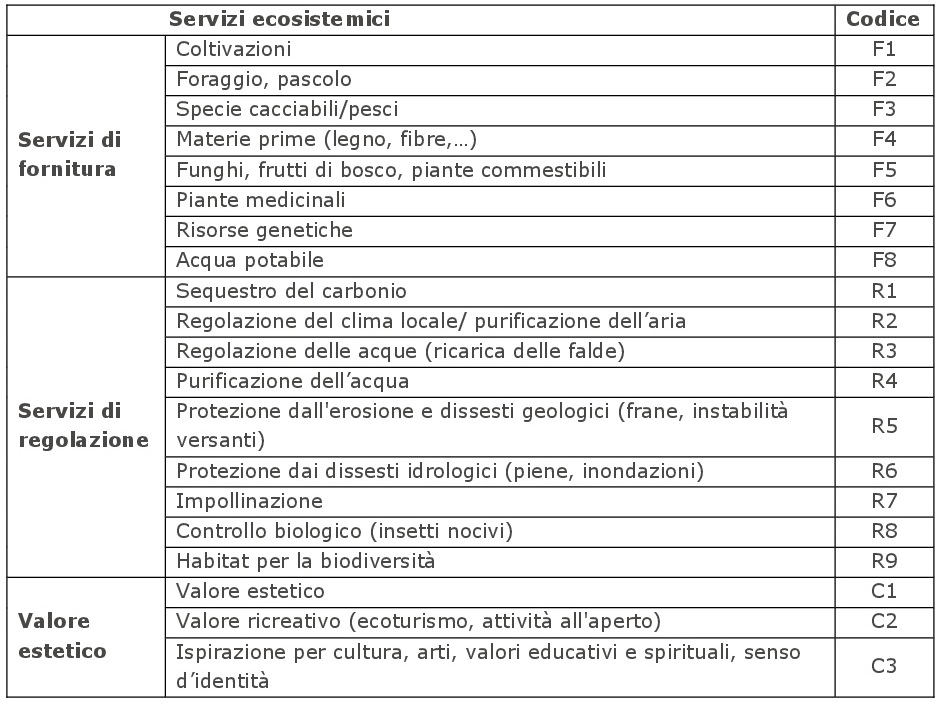 Servizi ecosistemici Codice
Servizi di
fornitura
Coltivazioni F1
Foraggio, pascolo F2
Specie cacciabili/pesci F3
Materie prime (legno, fibre,…) F4
Funghi, frutti di bosco, piante commestibili F5
Piante medicinali F6
Risorse genetiche F7
Acqua potabile F8
Servizi di
regolazione
Sequestro del carbonio R1
Regolazione del clima locale/ purificazione dell’aria R2
Regolazione delle acque (ricarica delle falde) R3
Purificazione dell’acqua R4
Protezione dall'erosione e dissesti geologici (frane, instabilità
versanti) R5
Protezione dai dissesti idrologici (piene, inondazioni) R6
Impollinazione R7
Controllo biologico (insetti nocivi) R8
Habitat per la biodiversità R9
Valore
estetico
Valore estetico C1
Valore ricreativo (ecoturismo, attività all'aperto) C2
Ispirazione per cultura, arti, valori educativi e spirituali, senso
d’identità C3